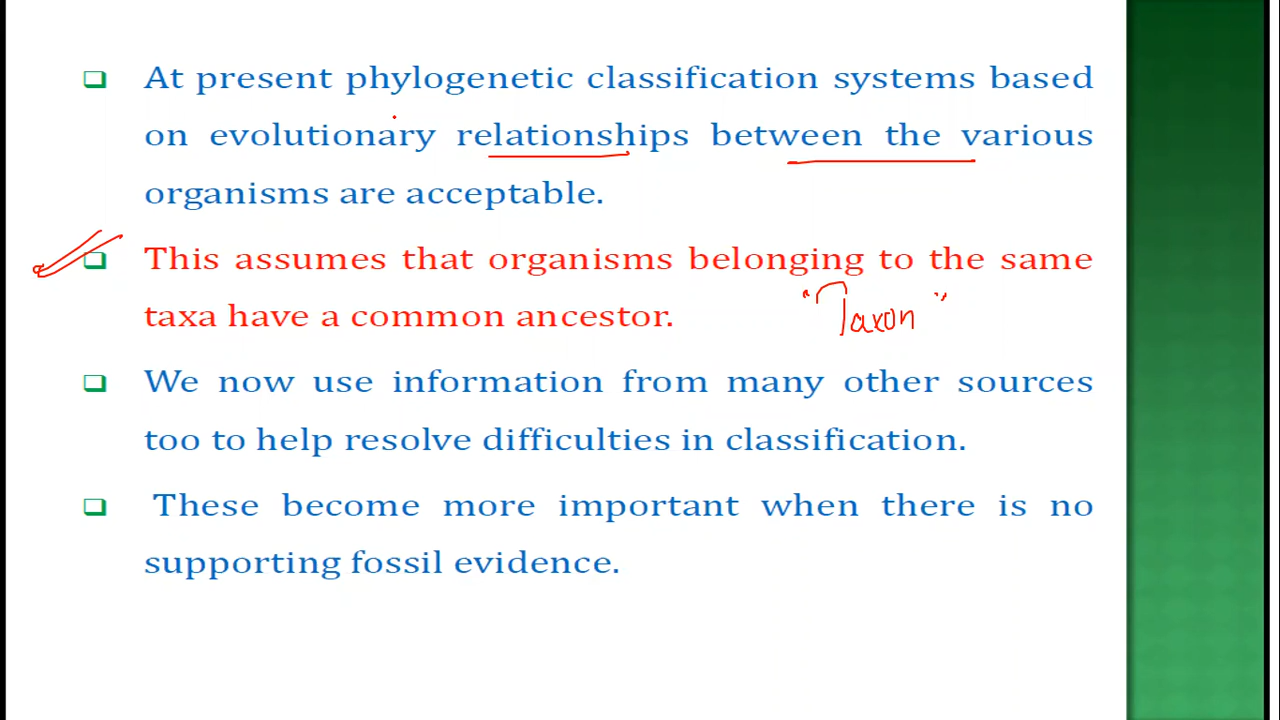 At present phylogenetic classification systems based
on evolutionary relationships between the various
organisms are acceptable.
This assumes that organisms belonging to the same
taxa have a common ancestor.
"Taxon"
We now use information from many other sources
too to help resolve difficulties in classification.
These become more important when there is no
supporting fossil evidence.